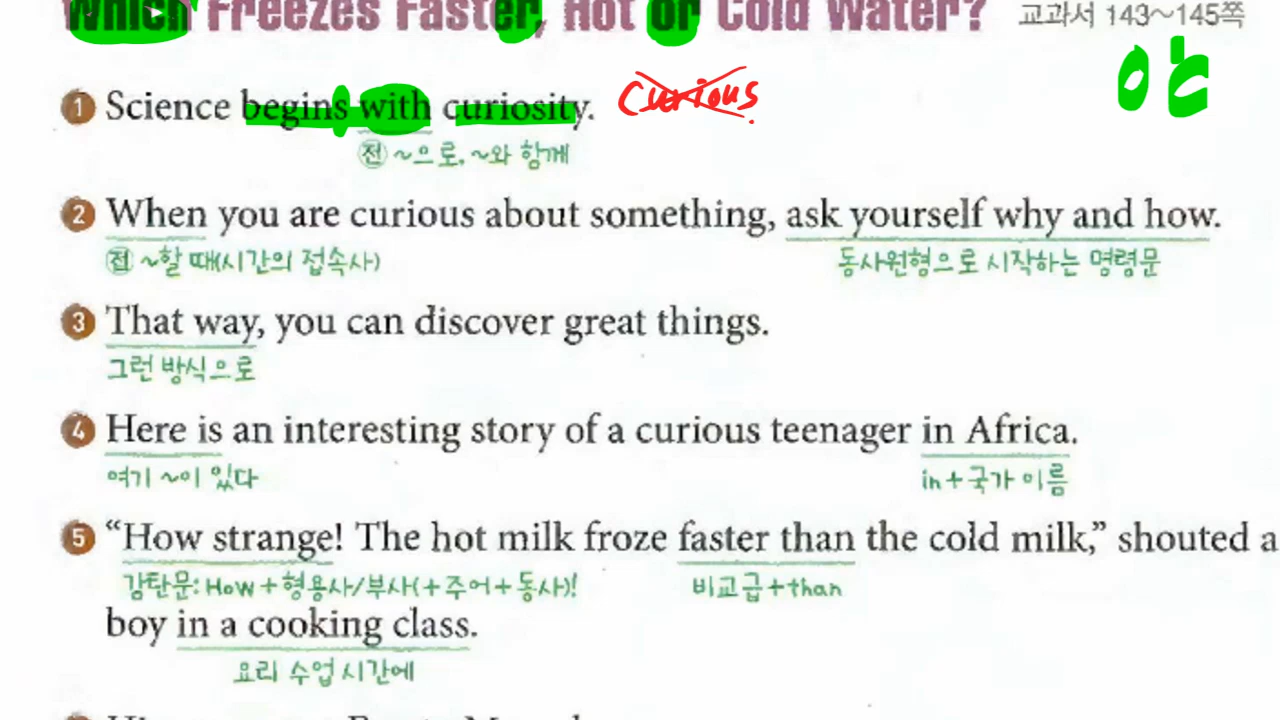 Which Freezes Faster, Hot or Cold Water? 교과서 143~145쪽
1 Science begins with curiosity. Curious
전 ~으로, ~와 함께
2 When you are curious about something, ask yourself why and how.
접 ~할 때(시간의 접속사) 동사원형으로 시작하는 명령문
3 That way, you can discover great things.
그런 방식으로
4 Here is an interesting story of a curious teenager in Africa.
여기 ~이 있다 in+국가 이름
5 “How strange! The hot milk froze faster than the cold milk,” shouted a
감탄문: How+형용사/부사(+주어+동사)! 비교급+than
boy in a cooking class.
요리 수업 시간에